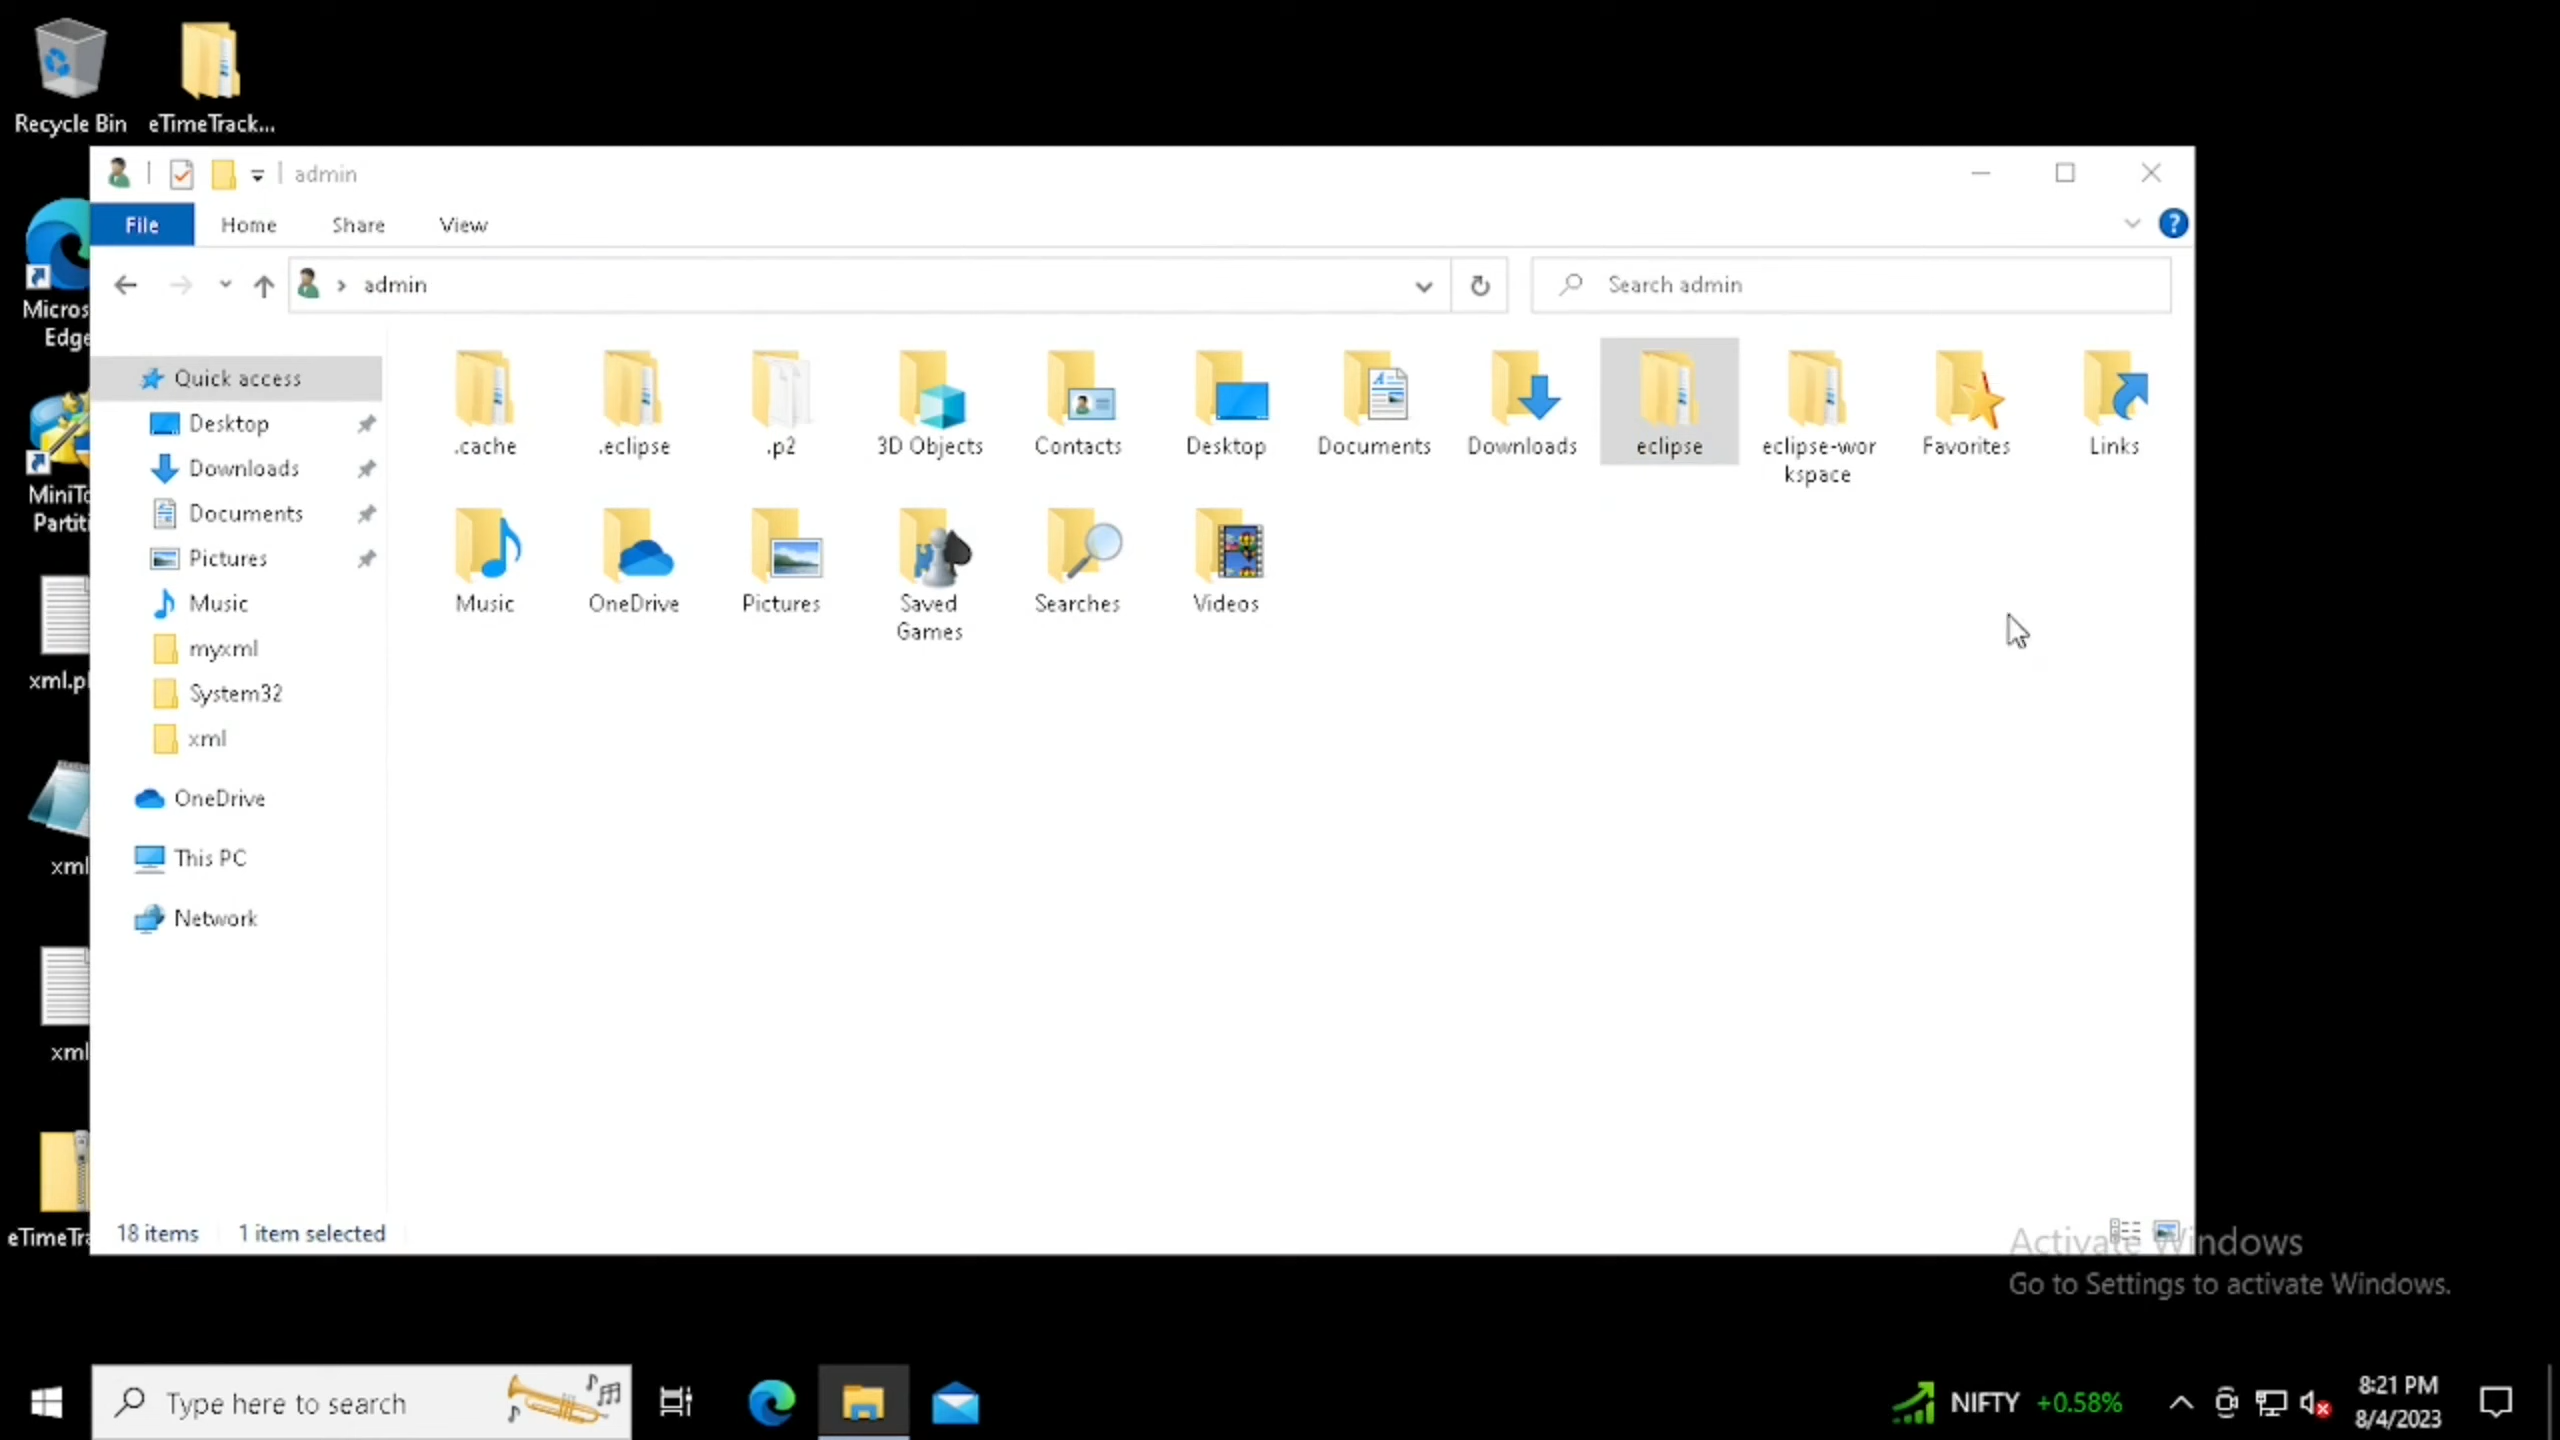 Recycle Bin
eTimeTrack...
Micros
Edge
MiniTo
Partiti
xml.p
xml
xml
eTimeTra
admin
File
Home
Share
View
admin
Search admin
Quick access
Desktop
Downloads
Documents
Pictures
Music
myxml
System32
xml
OneDrive
This PC
Network
.cache
.eclipse
.p2
3D Objects
Contacts
Desktop
Documents
Downloads
eclipse
eclipse-wor
kspace
Favorites
Links
Music
OneDrive
Pictures
Saved
Games
Searches
Videos
18 items
1 item selected
Activate Windows
Go to Settings to activate Windows.
Type here to search
NIFTY +0.58%
8:21 PM
8/4/2023